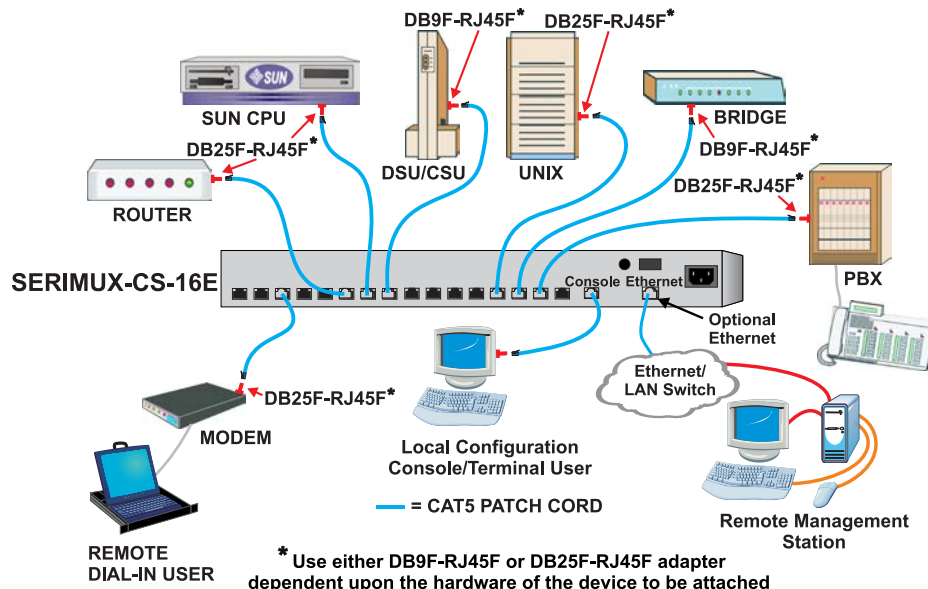 DB9F-RJ45F*
DB25F-RJ45F*
SUN
SUN CPU
BRIDGE
DB25F-RJ45F*
DSU/CSU
UNIX
DB9F-RJ45F*
DB25F-RJ45F*
ROUTER
SERIMUX-CS-16E
Console Ethernet
PBX
Optional
Ethernet
Ethernet/
LAN Switch
DB25F-RJ45F*
MODEM
Local Configuration
Console/Terminal User
= CAT5 PATCH CORD
Remote Management
Station
REMOTE
DIAL-IN USER
* Use either DB9F-RJ45F or DB25F-RJ45F adapter
dependent upon the hardware of the device to be attached